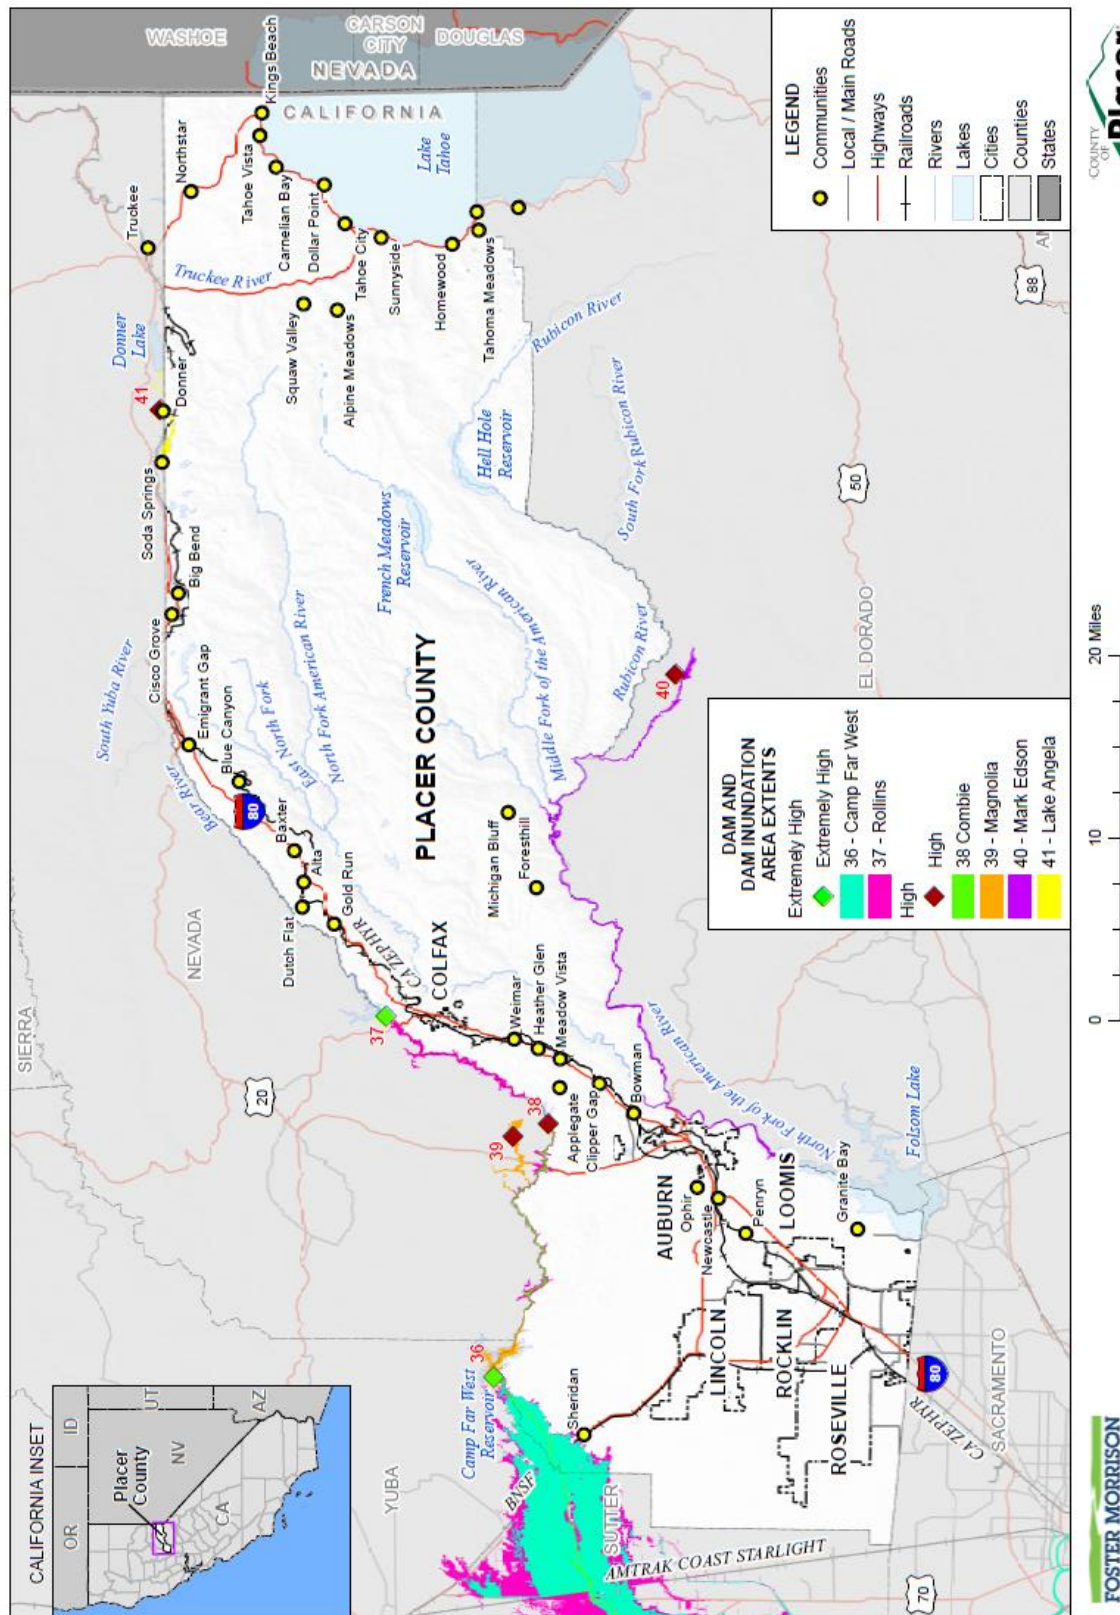 CALIFORNIA INSET
OR
ID
UT
NV
AZ
CA
Placer
County
SIERRA
NEVADA
YUBA
SUTTER
SACRAMENTO
EL DORADO
WASHOE
CARSON
CITY
DOUGLAS
NEVADA
CALIFORNIA
PLACER COUNTY
20
80
80
70
50
88
Truckee
Northstar
Kings Beach
Tahoe Vista
Carnelian Bay
Dollar Point
Tahoe City
Sunnyside
Homewood
Tahoma Meadows
Squaw Valley
Alpine Meadows
Lake
Tahoe
Truckee River
Donner
Lake
41
Donner
Soda Springs
Big Bend
Cisco Grove
Emigrant Gap
Blue Canyon
Baxter
Alta
Dutch Flat
Gold Run
South Yuba River
Bear River
East North Fork
North Fork American River
French Meadows
Reservoir
Hell Hole
Reservoir
Rubicon River
South Fork Rubicon River
Rubicon River
Middle Fork of the American River
40
Michigan Bluff
Foresthill
CA ZEPHYR
COLFAX
37
Weimar
Heather Glen
Meadow Vista
Applegate
Clipper Gap
Bowman
38
39
North Fork of the American River
Folsom Lake
AUBURN
Ophir
Newcastle
Penryn
LOOMIS
Granite Bay
LINCOLN
ROCKLIN
ROSEVILLE
36
Camp Far West
Reservoir
Sheridan
BNSF
AMTRAK COAST STARLIGHT
CA ZEPHYR
LEGEND
Communities
Local / Main Roads
Highways
Railroads
Rivers
Lakes
Cities
Counties
States
DAM AND
DAM INUNDATION
AREA EXTENTS
Extremely High
Extremely High
36 - Camp Far West
37 - Rollins
High
High
38 Combie
39 - Magnolia
40 - Mark Edson
41 - Lake Angela
0
10
20 Miles
FOSTER MORRISON
COUNTY
OF
Placer